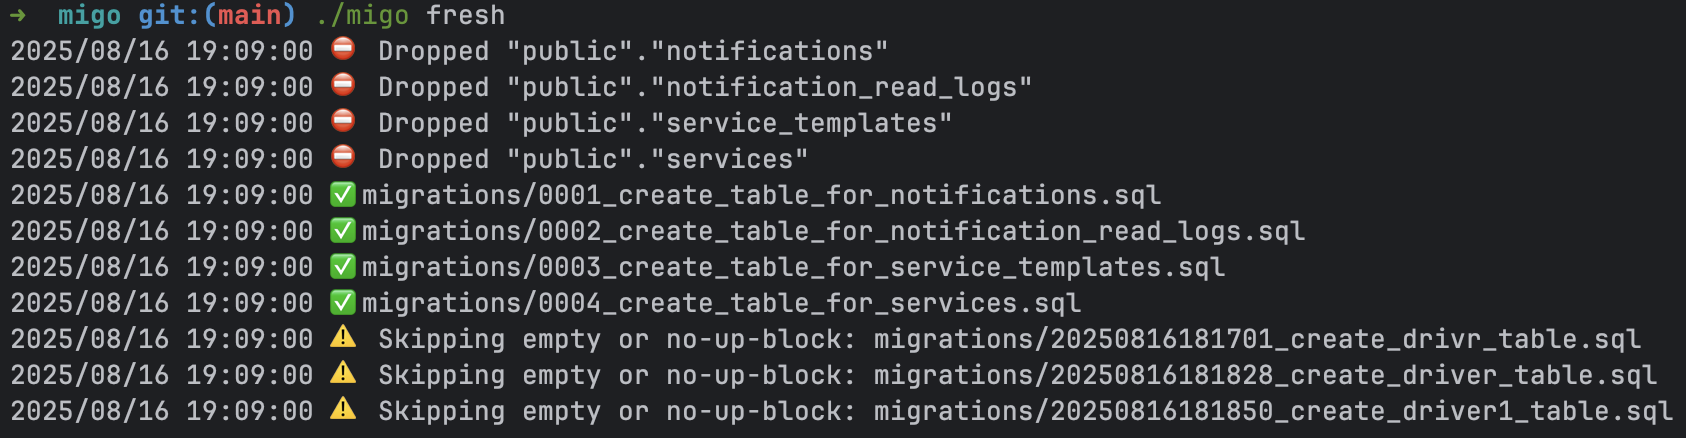 ➜  migo git:(main) ./migo fresh
2025/08/16 19:09:00 ⛔ Dropped "public"."notifications"
2025/08/16 19:09:00 ⛔ Dropped "public"."notification_read_logs"
2025/08/16 19:09:00 ⛔ Dropped "public"."service_templates"
2025/08/16 19:09:00 ⛔ Dropped "public"."services"
2025/08/16 19:09:00 ✅ migrations/0001_create_table_for_notifications.sql
2025/08/16 19:09:00 ✅ migrations/0002_create_table_for_notification_read_logs.sql
2025/08/16 19:09:00 ✅ migrations/0003_create_table_for_service_templates.sql
2025/08/16 19:09:00 ✅ migrations/0004_create_table_for_services.sql
2025/08/16 19:09:00 ⚠️ Skipping empty or no-up-block: migrations/20250816181701_create_drivr_table.sql
2025/08/16 19:09:00 ⚠️ Skipping empty or no-up-block: migrations/20250816181828_create_driver_table.sql
2025/08/16 19:09:00 ⚠️ Skipping empty or no-up-block: migrations/20250816181850_create_driver1_table.sql